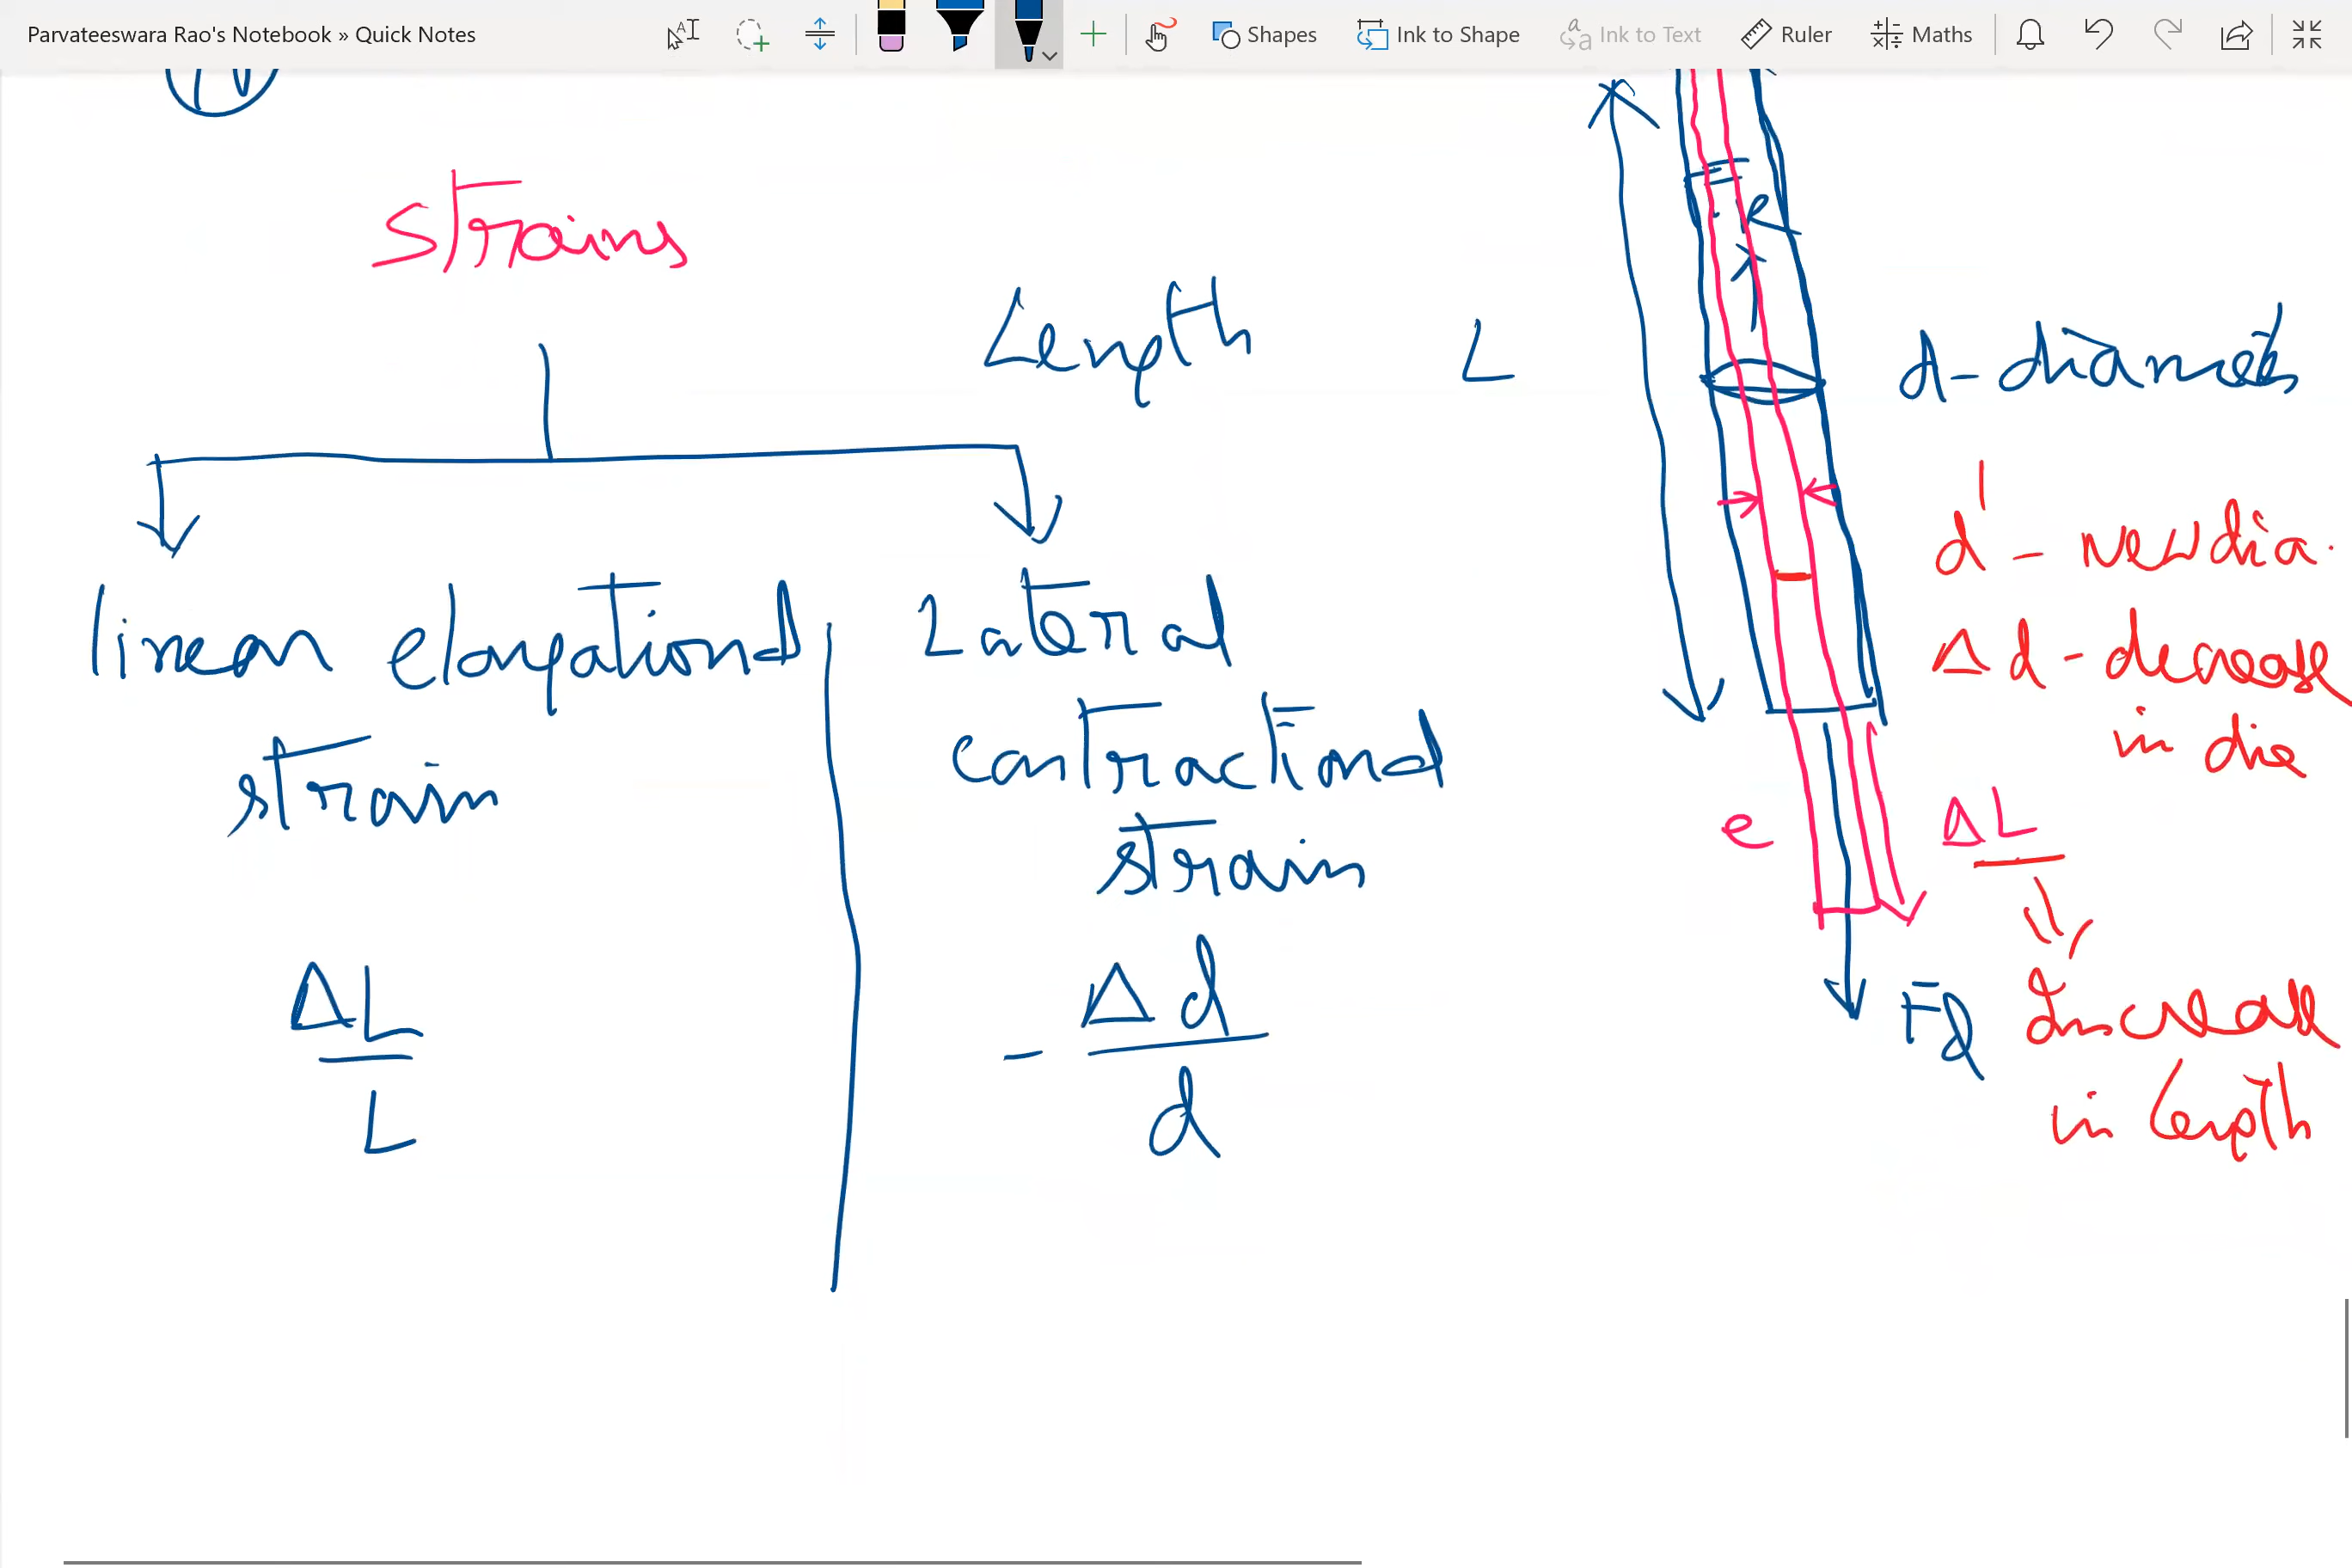 Parvateeswara Rao's Notebook » Quick Notes
Shapes
Ink to Shape
Ink to Text
Ruler
Maths
Strains
Length
L
linear elongational
strain
ΔL
L
Lateral
contractional
strain
- Δd
d
d - diameter
d' - new dia.
Δd - decrease
in dia
e
ΔL
Increase
in length